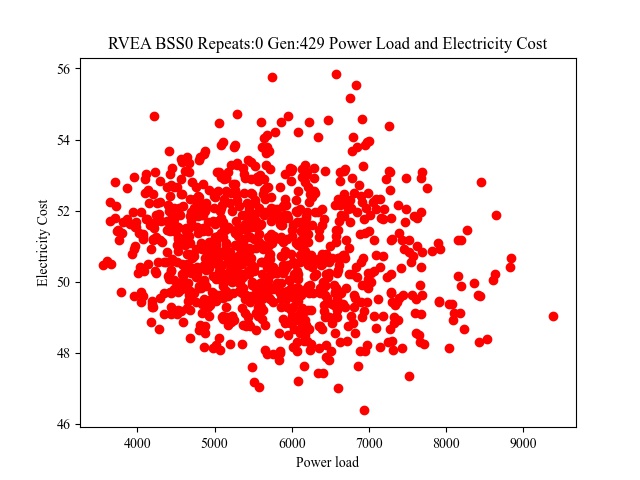 RVEA BSS0 Repeats:0 Gen:429 Power Load and Electricity Cost
56
54
52
50
48
46
Electricity Cost
4000 5000 6000 7000 8000 9000
Power load